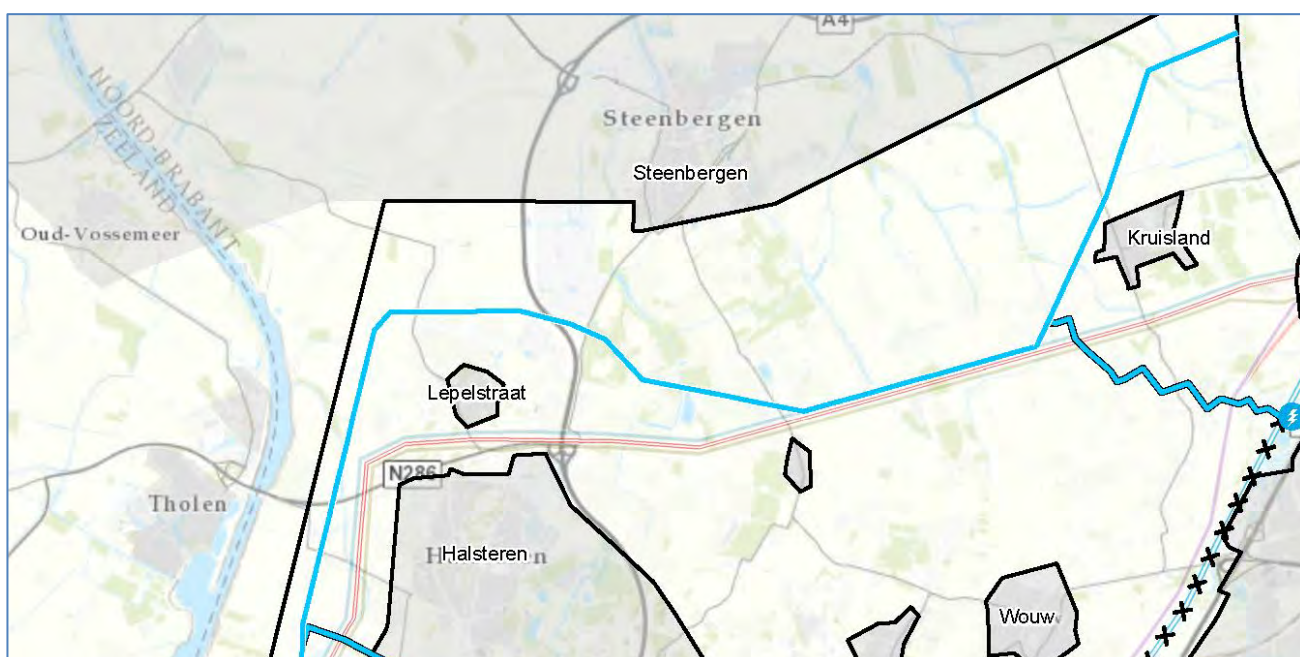 A4
NOORD-BRABANT
ZEELAND
Steenbergen
Steenbergen
Oud-Vossemeer
Kruisland
Lepelstraat
N286
Tholen
Halsteren
Wouw